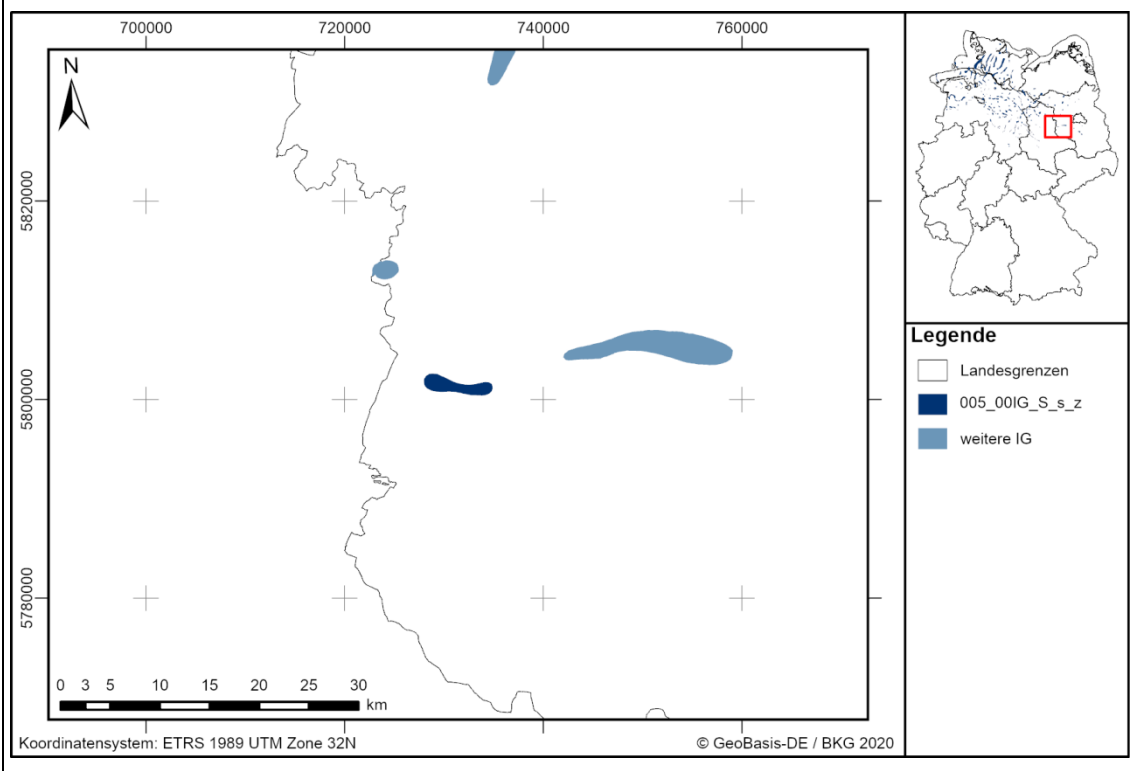 700000 720000 740000 760000
N
5820000
5800000
5780000
0 3 5 10 15 20 25 30
km
Koordinatensystem: ETRS 1989 UTM Zone 32N
© GeoBasis-DE / BKG 2020
Legende
Landesgrenzen
005_00IG_S_s_z
weitere IG